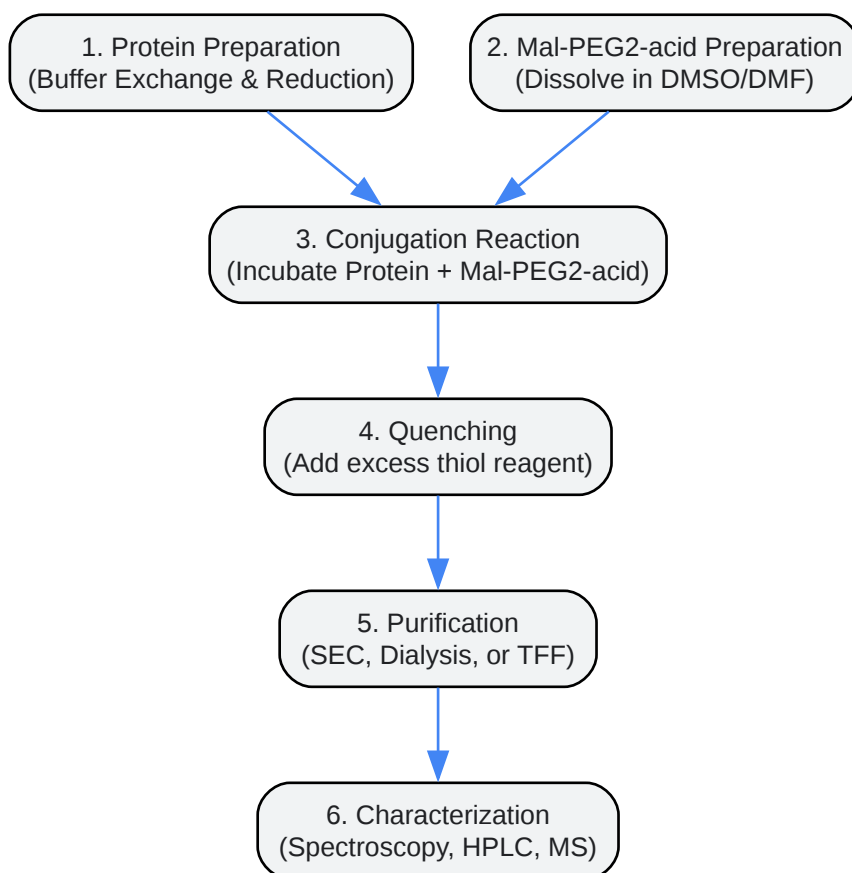 1. Protein Preparation
(Buffer Exchange & Reduction)
2. Mal-PEG2-acid Preparation
(Dissolve in DMSO/DMF)
3. Conjugation Reaction
(Incubate Protein + Mal-PEG2-acid)
4. Quenching
(Add excess thiol reagent)
5. Purification
(SEC, Dialysis, or TFF)
6. Characterization
(Spectroscopy, HPLC, MS)